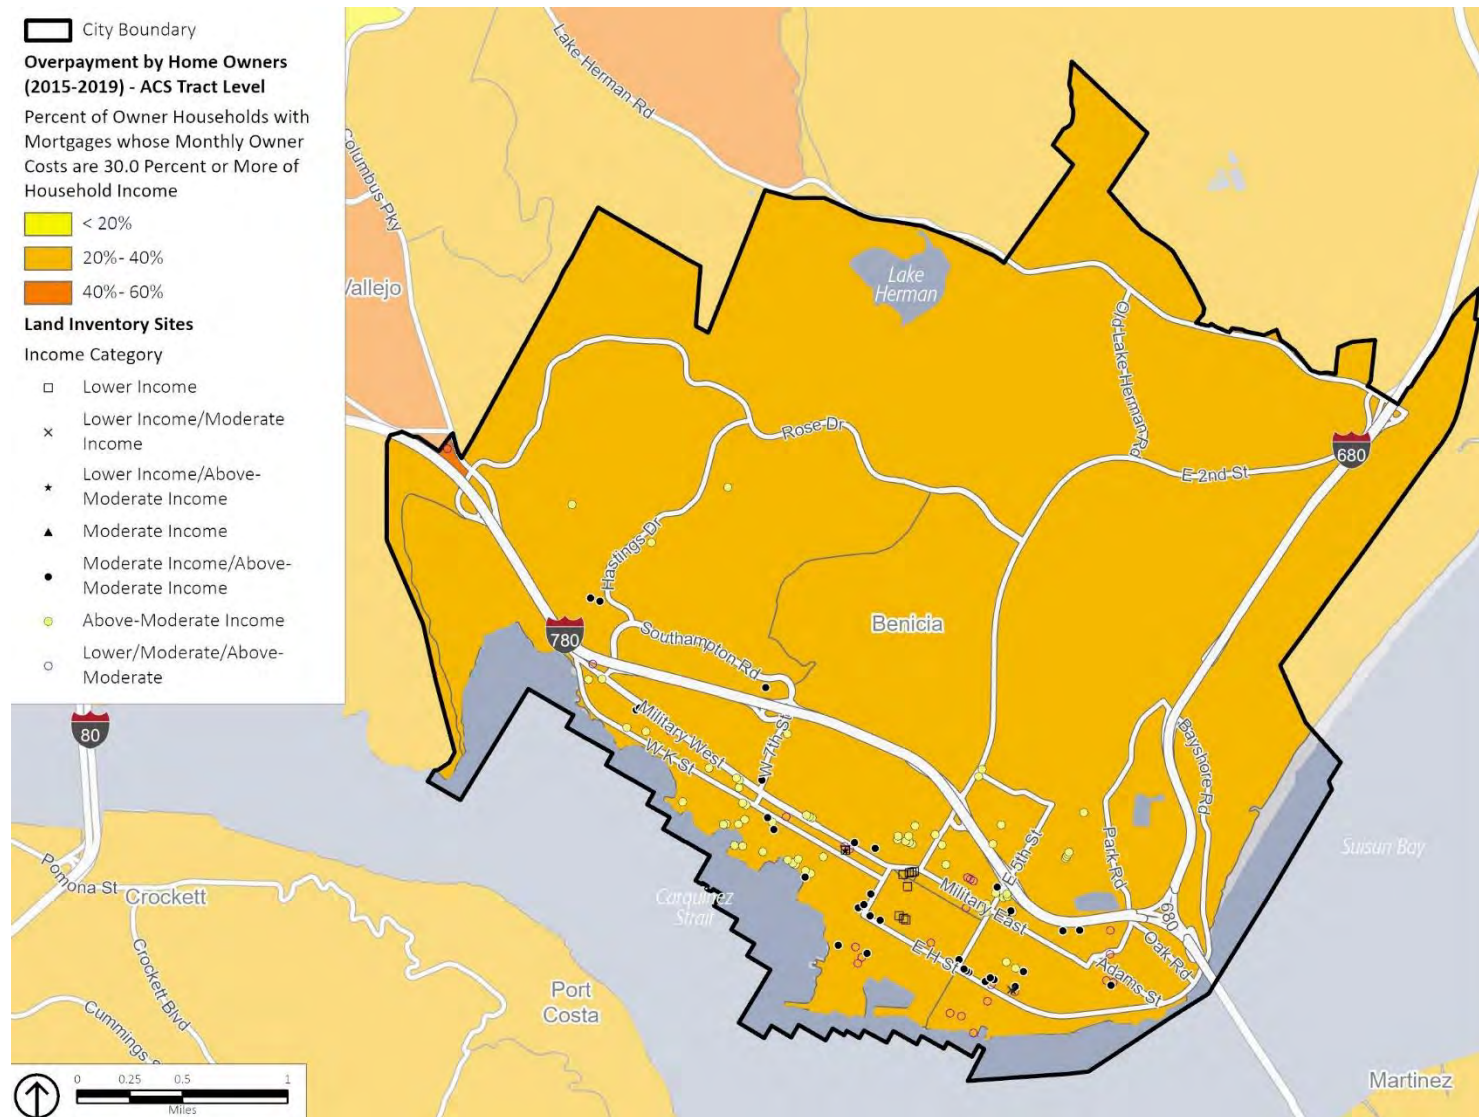 City Boundary
Overpayment by Home Owners
(2015-2019) - ACS Tract Level
Percent of Owner Households with
Mortgages whose Monthly Owner
Costs are 30.0 Percent or More of
Household Income
< 20%
20%- 40%
40%- 60%
Land Inventory Sites
Income Category
Lower Income
Lower Income/Moderate
Income
Lower Income/Above-
Moderate Income
Moderate Income
Moderate Income/Above-
Moderate Income
Above-Moderate Income
Lower/Moderate/Above-
Moderate
Lake Herman Rd
Columbus Pky
Vallejo
Lake
Herman
Old Lake Herman Rd
Rose Dr
E 2nd St
680
Hastings Dr
Benicia
780
Southampton Rd
80
Military West
W K St
W 7th St
Bayshore Rd
Park Rd
E 5th St
Suisun Bay
Pomona St
Crockett
Carquinez
Strait
Military East
680
E H St
Oak Rd
Adams St
Crockett Blvd
Port
Costa
Cummings S
Martinez
0 0.25 0.5 1
Miles